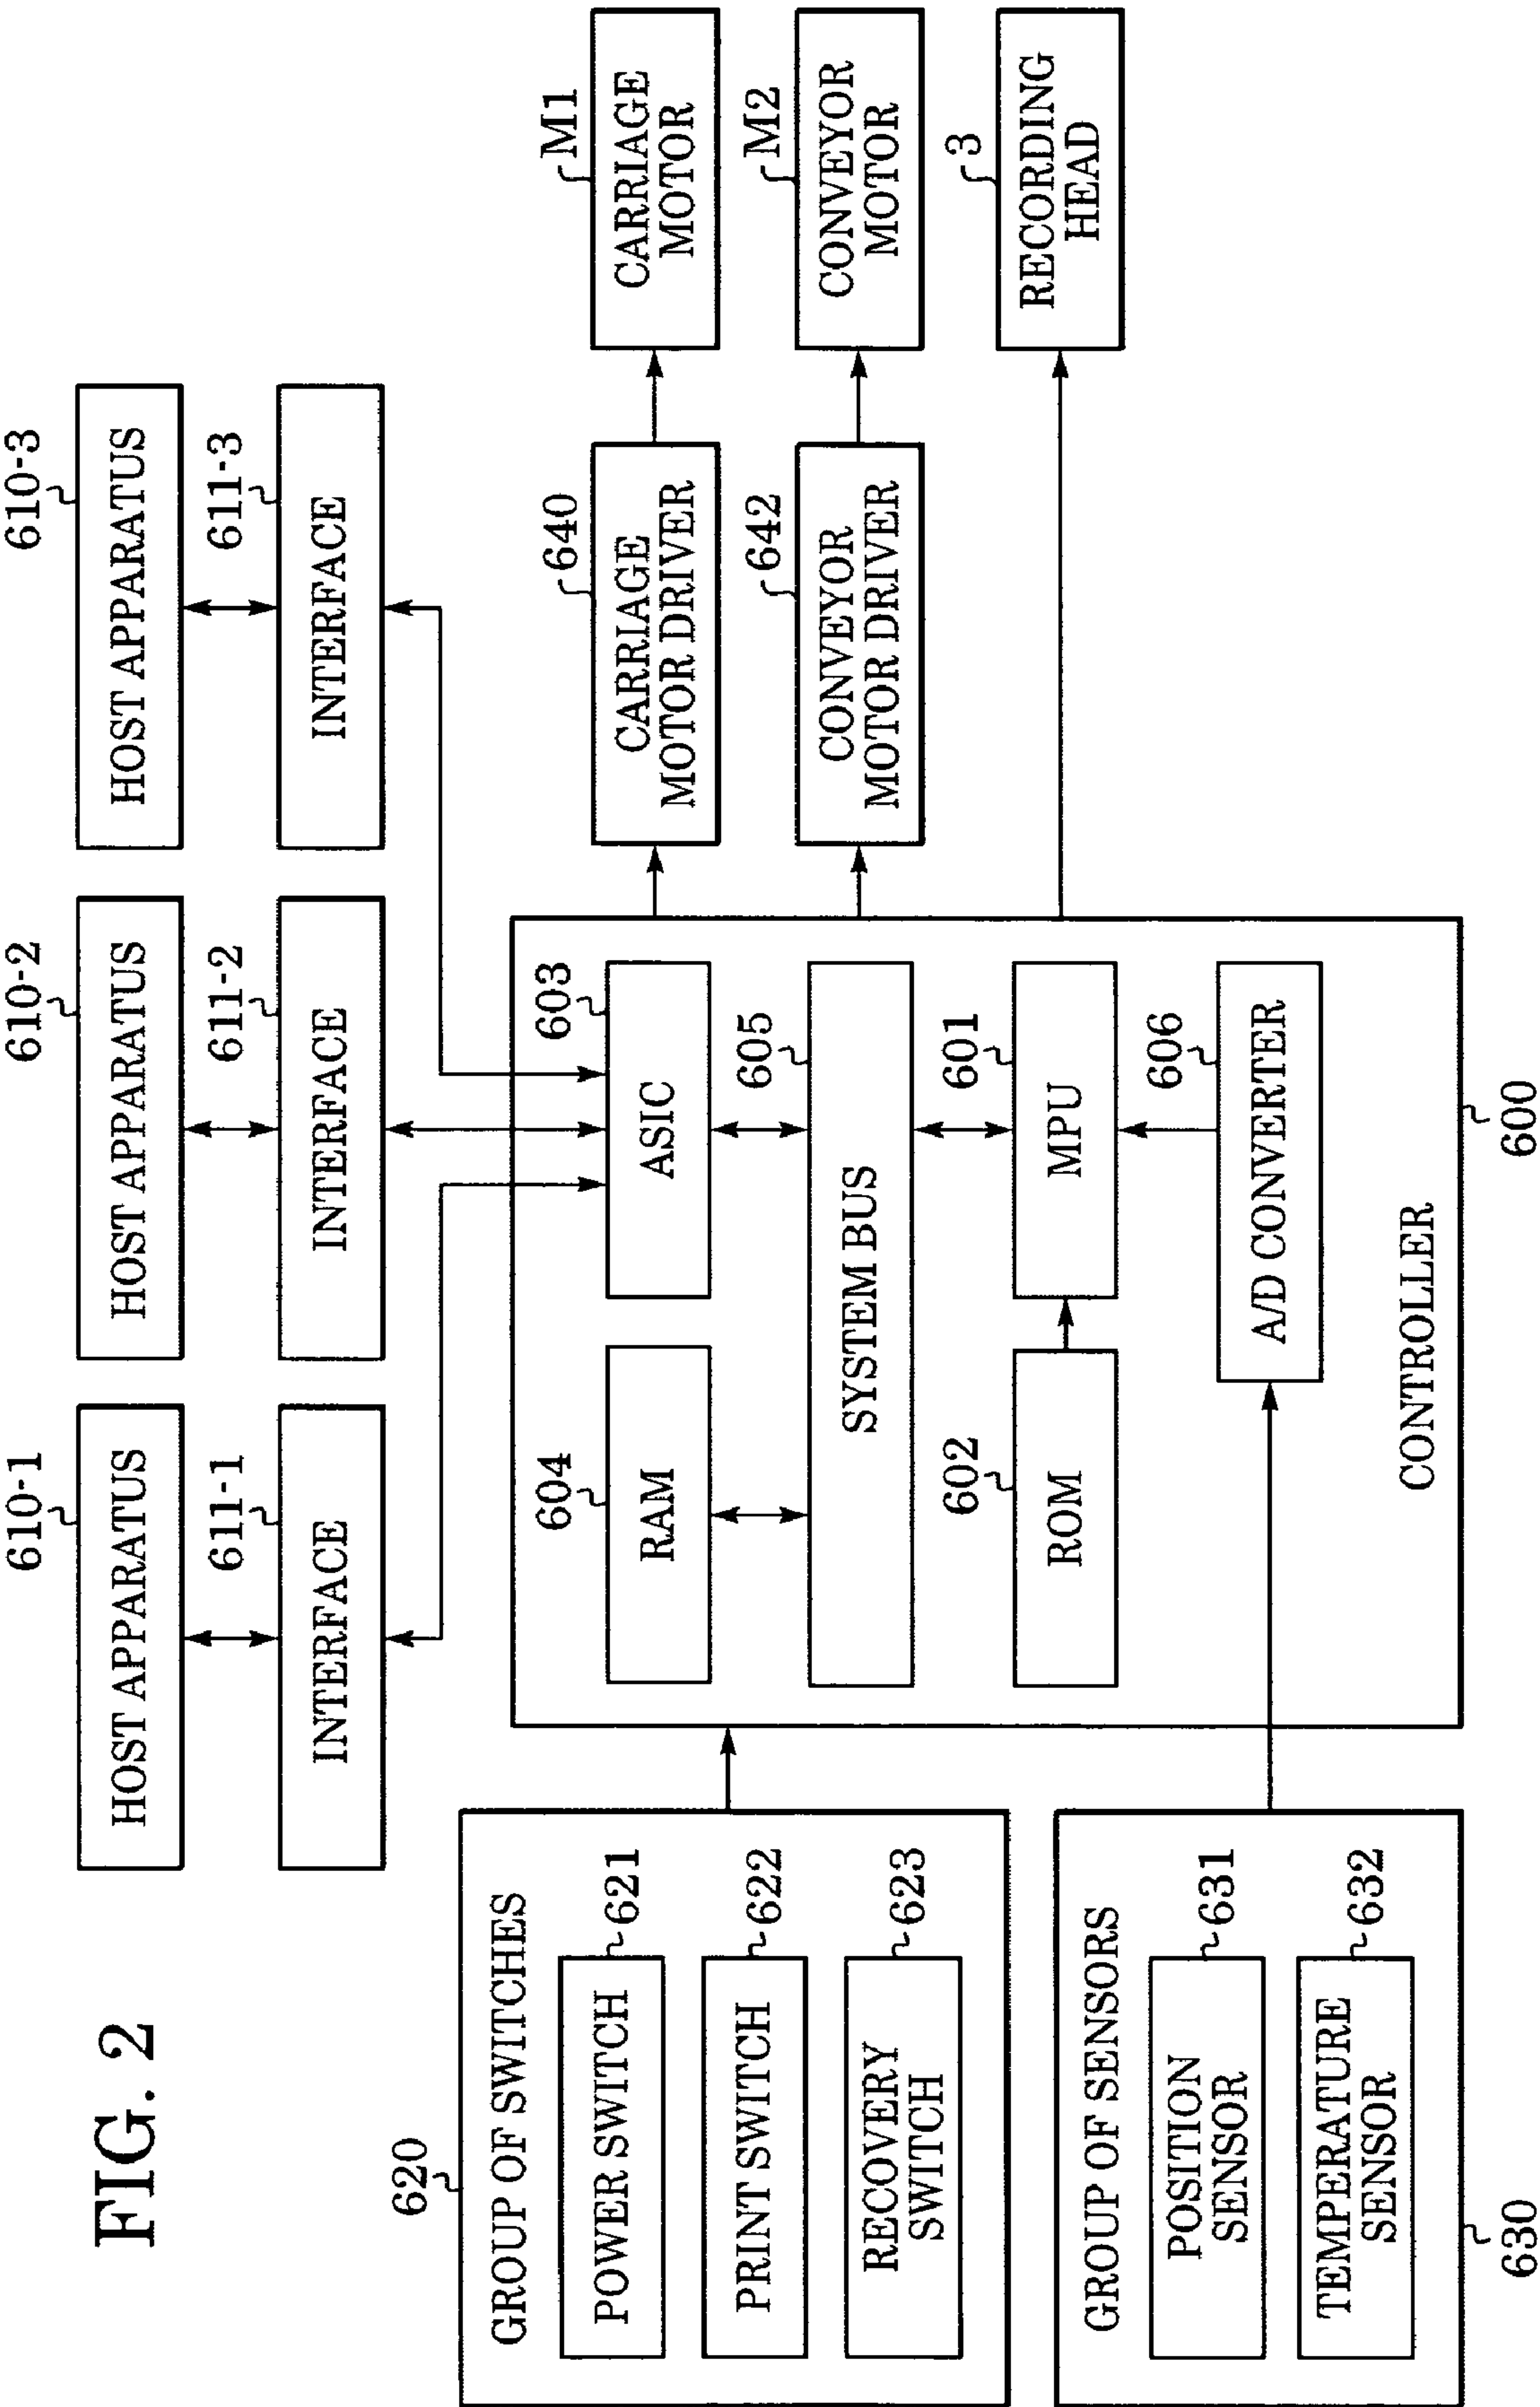 FIG. 2
610-1
HOST APPARATUS
610-2
HOST APPARATUS
610-3
HOST APPARATUS
611-1
INTERFACE
611-2
INTERFACE
611-3
INTERFACE
620
GROUP OF SWITCHES
POWER SWITCH
621
PRINT SWITCH
622
RECOVERY
SWITCH
623
630
GROUP OF SENSORS
POSITION
SENSOR
631
TEMPERATURE
SENSOR
632
604
RAM
603
ASIC
605
SYSTEM BUS
602
ROM
601
MPU
606
A/D CONVERTER
CONTROLLER
600
640
CARRIAGE
MOTOR DRIVER
M1
CARRIAGE
MOTOR
642
CONVEYOR
MOTOR DRIVER
M2
CONVEYOR
MOTOR
3
RECORDING
HEAD